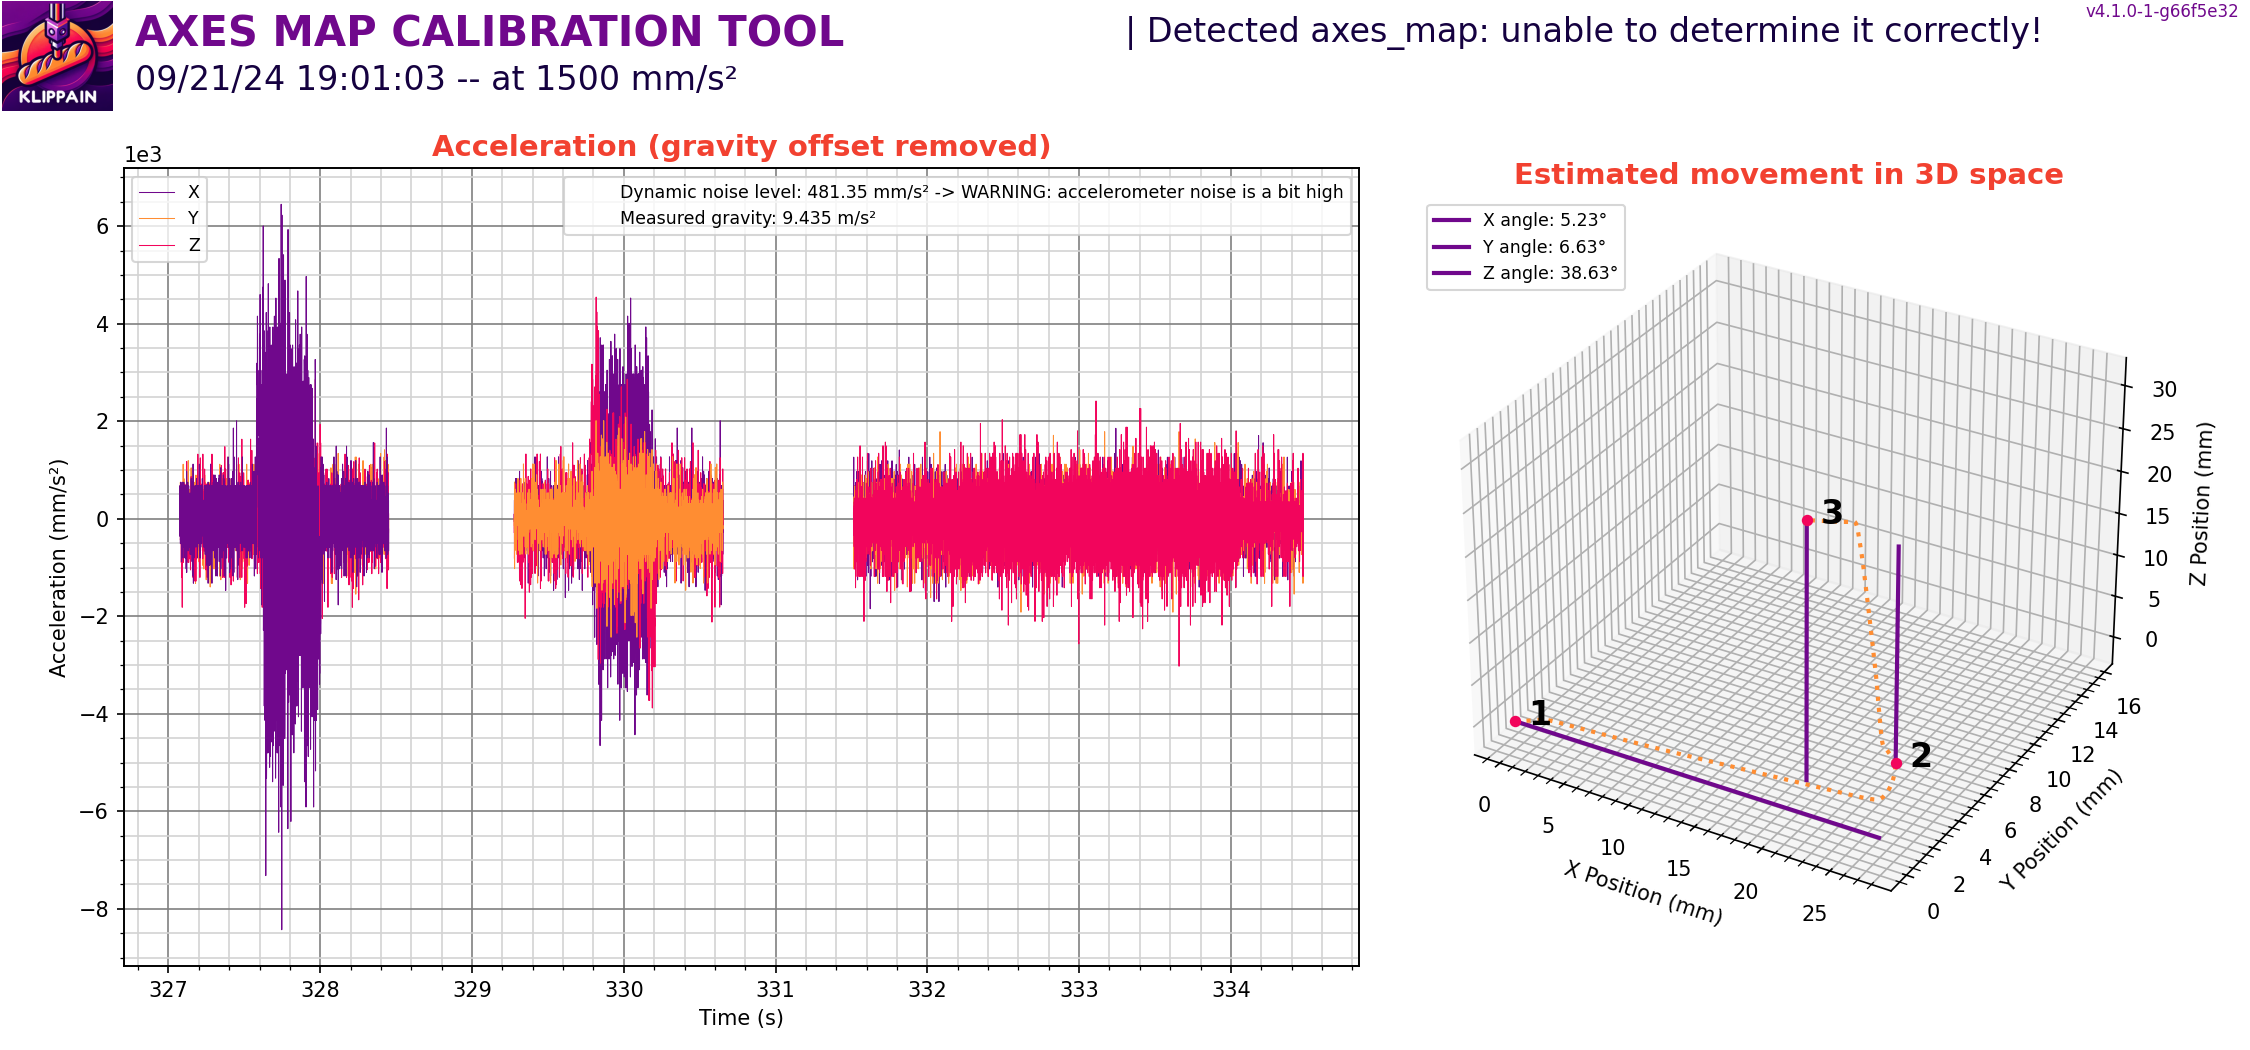 AXES MAP CALIBRATION TOOL
| Detected axes_map: unable to determine it correctly!
v4.1.0-1-g66f5e32
09/21/24 19:01:03 -- at 1500 mm/s²
KLIPPAIN
Acceleration (gravity offset removed)
1e3
X
Y
Z
Dynamic noise level: 481.35 mm/s² -> WARNING: accelerometer noise is a bit high
Measured gravity: 9.435 m/s²
6
4
2
0
−2
−4
−6
−8
Acceleration (mm/s²)
327
328
329
330
331
332
333
334
Time (s)
Estimated movement in 3D space
X angle: 5.23°
Y angle: 6.63°
Z angle: 38.63°
1
2
3
0
5
10
15
20
25
X Position (mm)
0
2
4
6
8
10
12
14
16
Y Position (mm)
30
25
20
15
10
5
0
Z Position (mm)